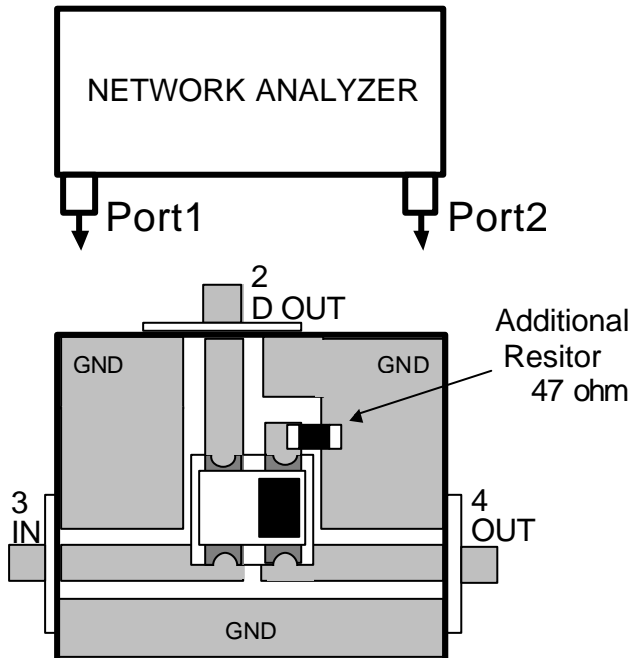 NETWORK ANALYZER
Port1
Port2
2
D OUT
Additional
Resitor
47 ohm
GND
GND
3
IN
4
OUT
GND